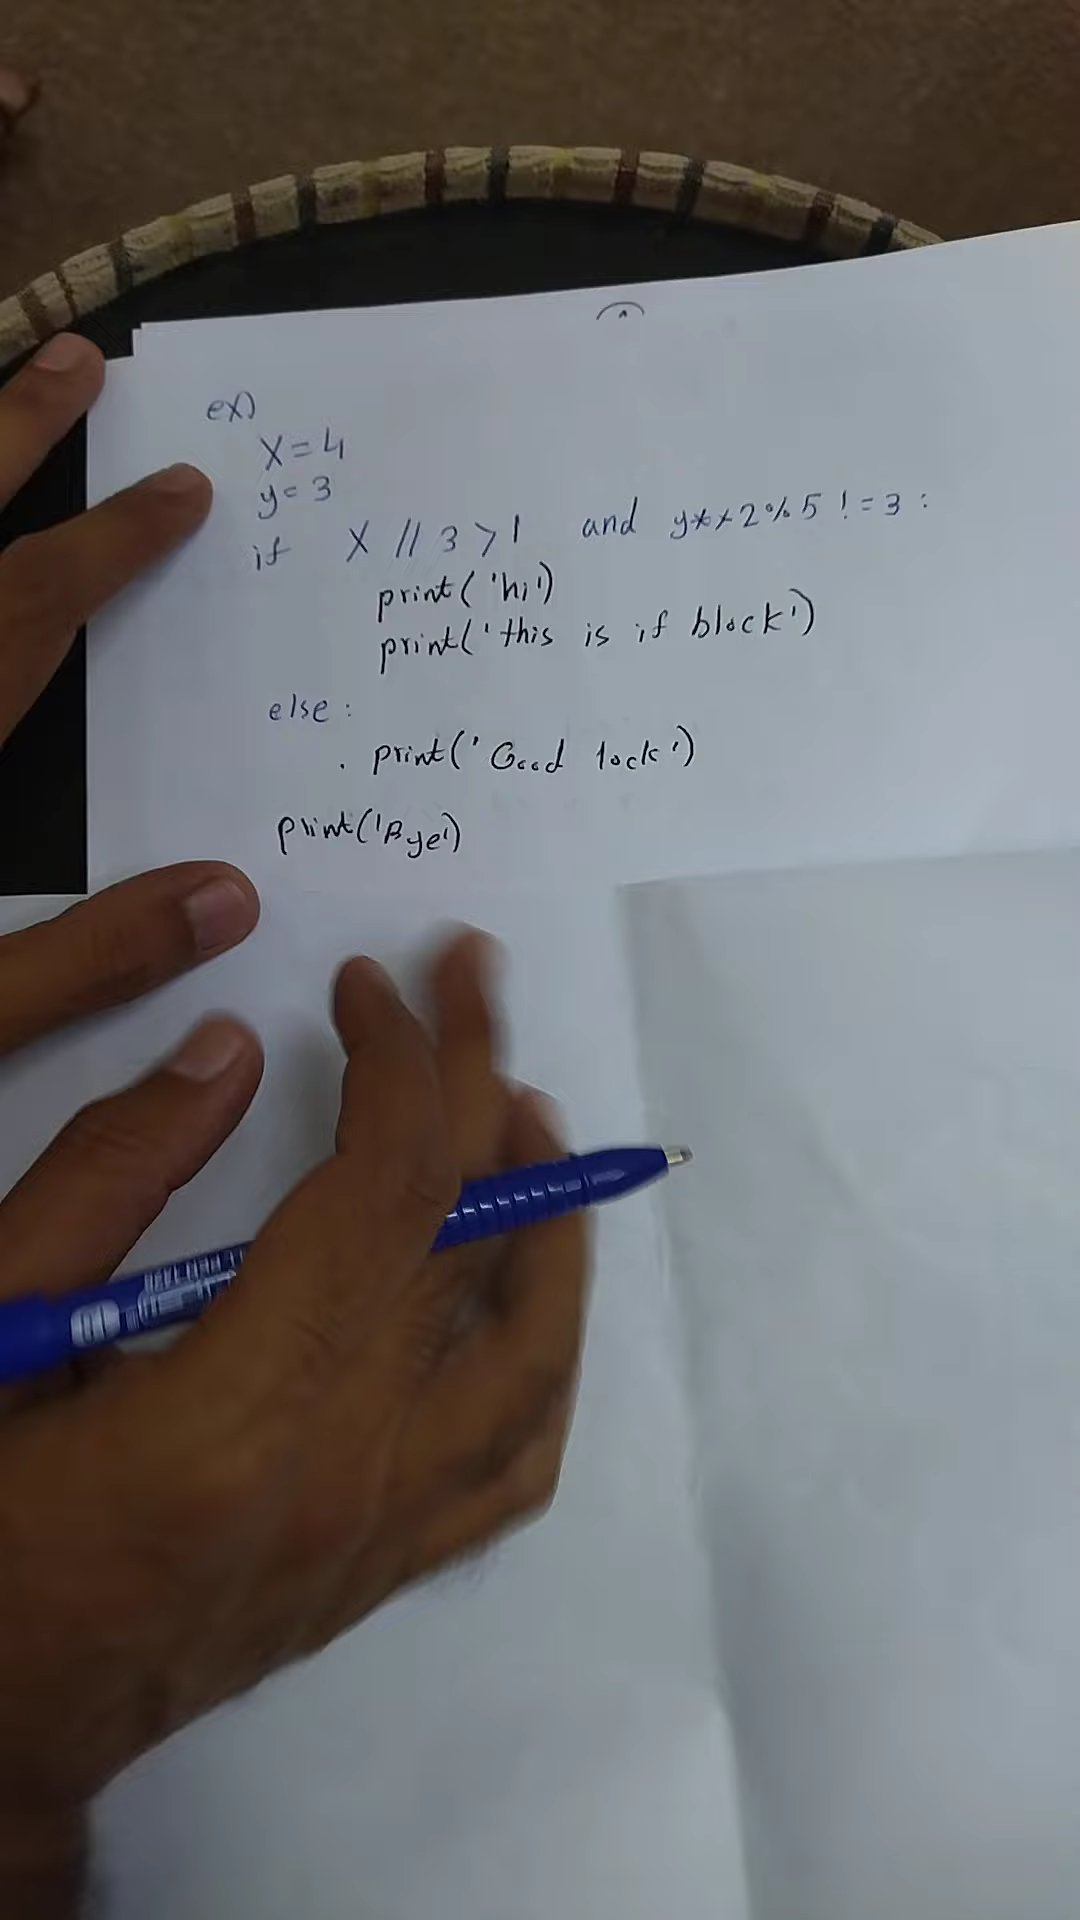 ex)
X=4
y=3
if X // 3 > 1 and y**2%5 != 3 :
print('hi')
print('this is if block')
else :
. print('Good lock')
print('Bye')